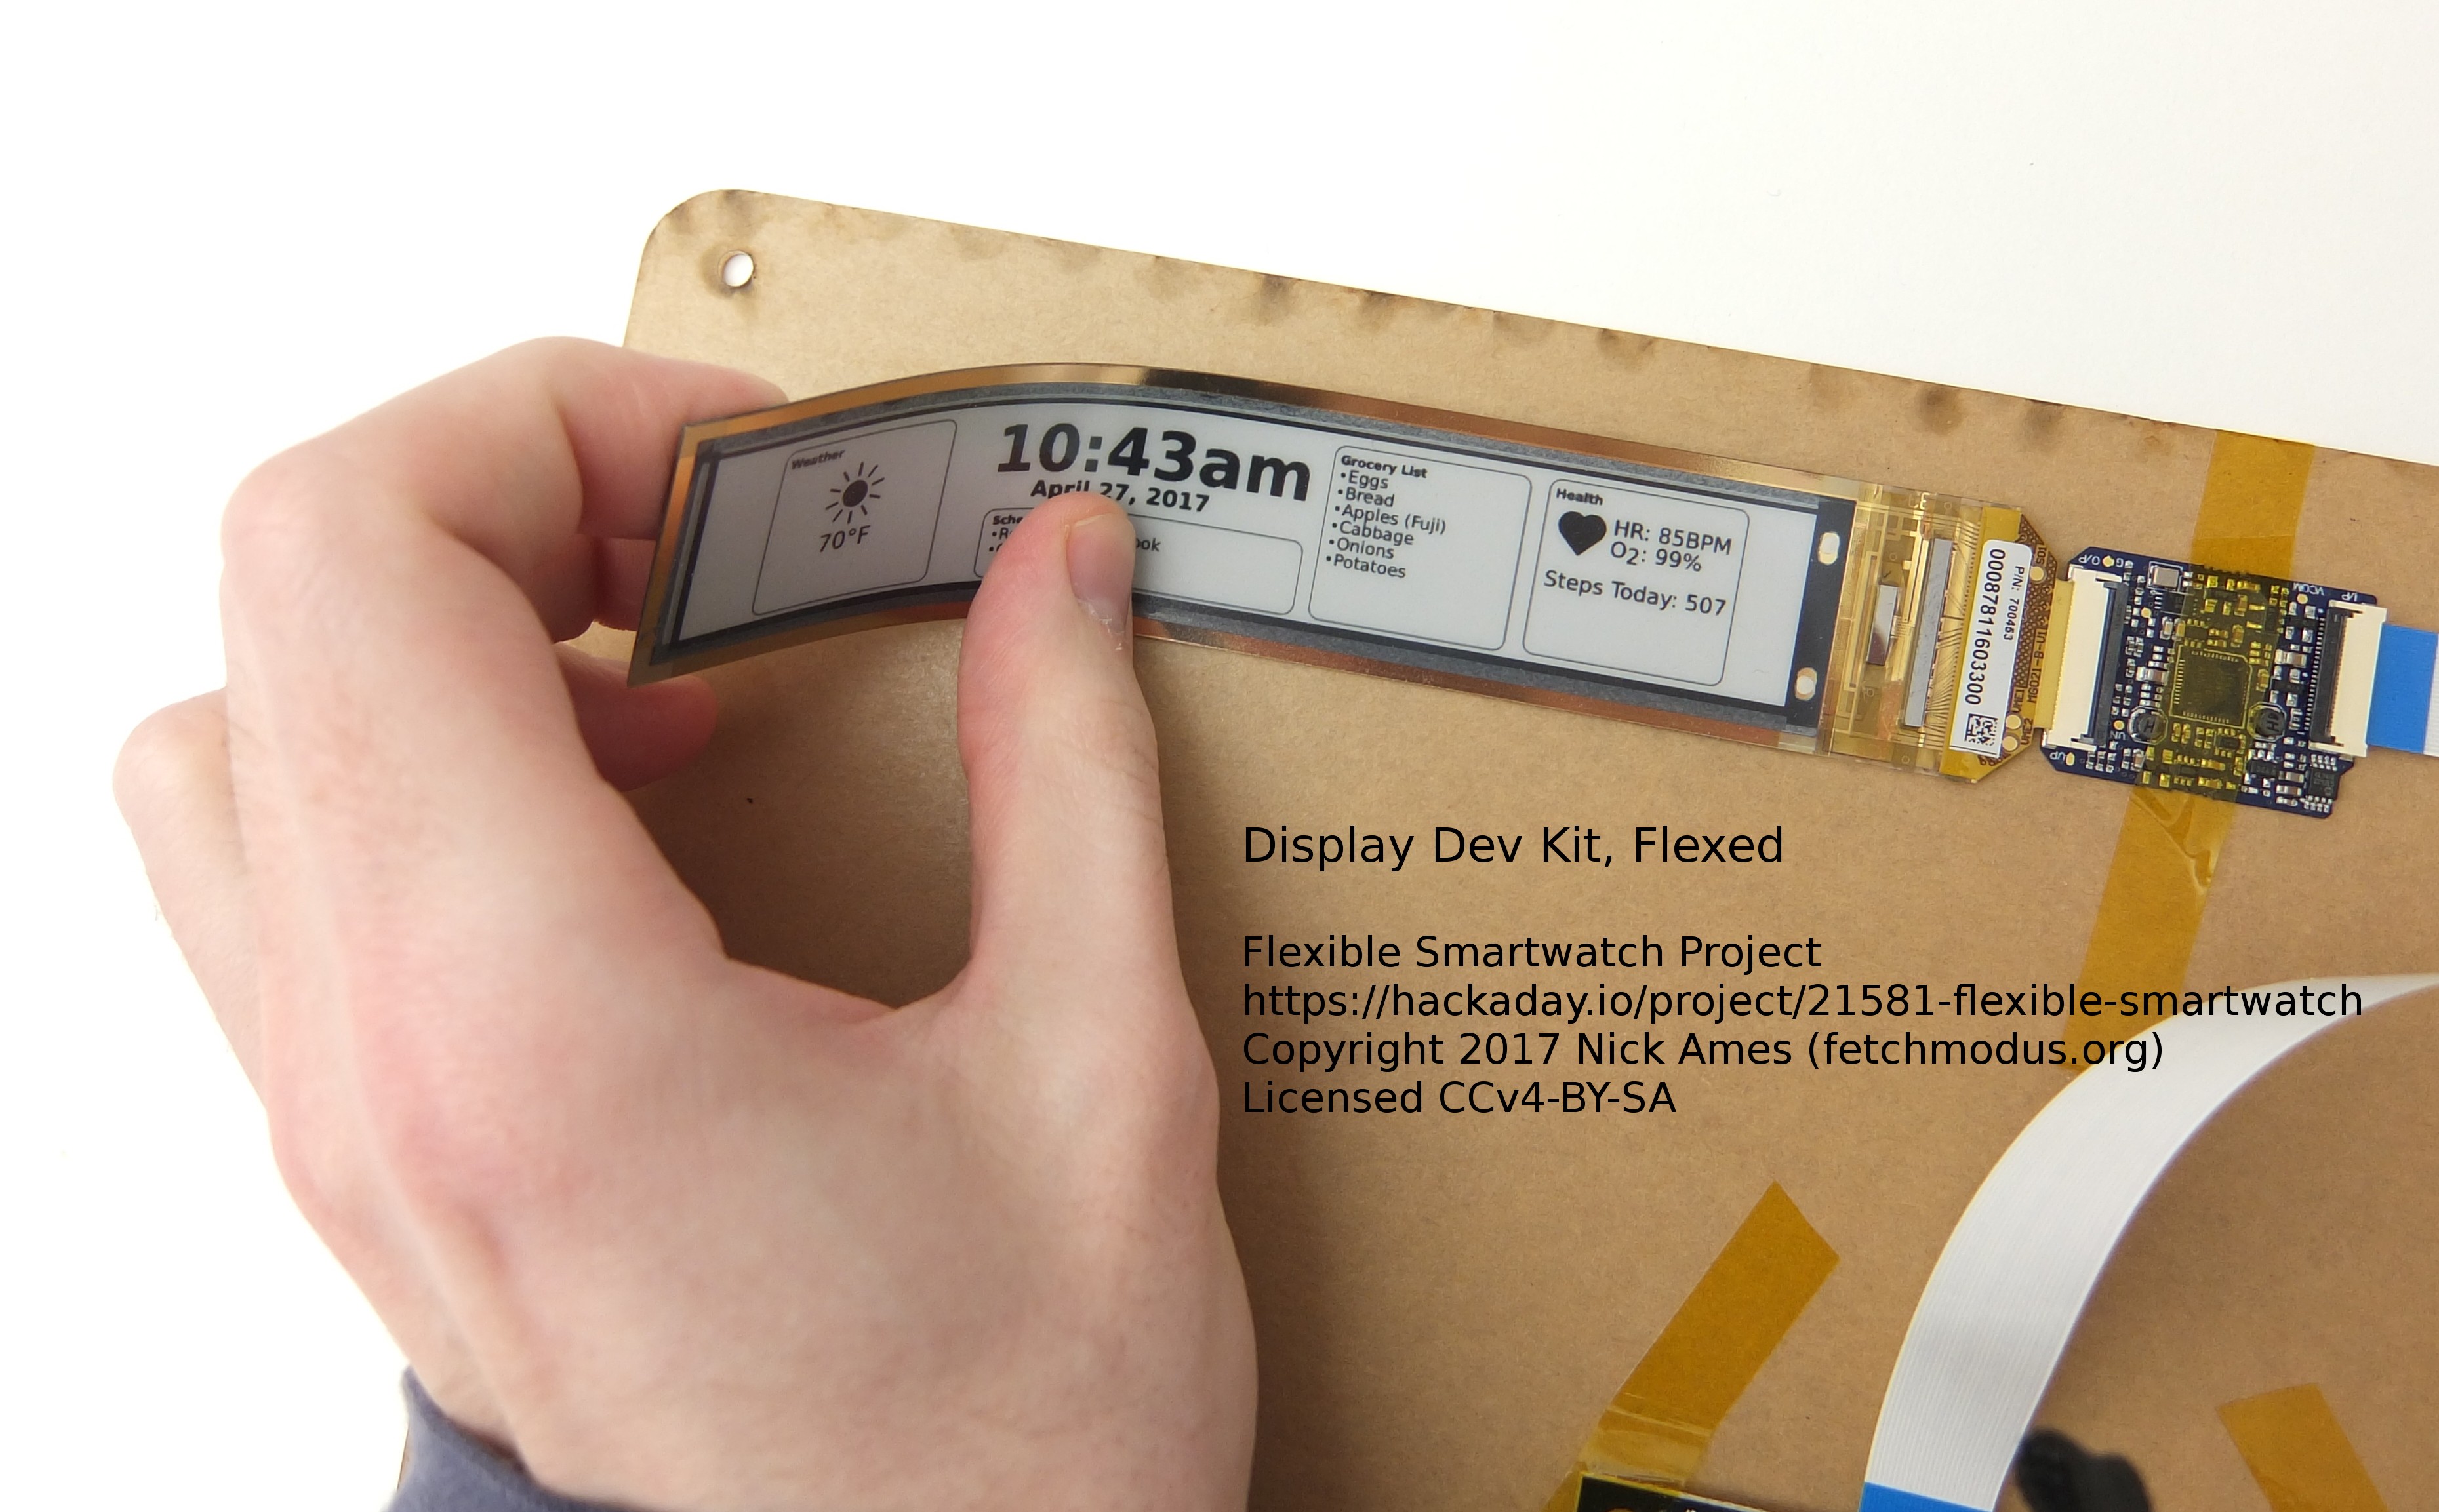 Weather
70°F
10:43am
April 27, 2017
Grocery List
•Eggs
•Bread
•Apples (Fuji)
•Cabbage
•Onions
•Potatoes
Health
HR: 85BPM
O2: 99%
Steps Today: 507
P/N: 700453
00087811603300
Display Dev Kit, Flexed
Flexible Smartwatch Project
https://hackaday.io/project/21581-flexible-smartwatch
Copyright 2017 Nick Ames (fetchmodus.org)
Licensed CCv4-BY-SA